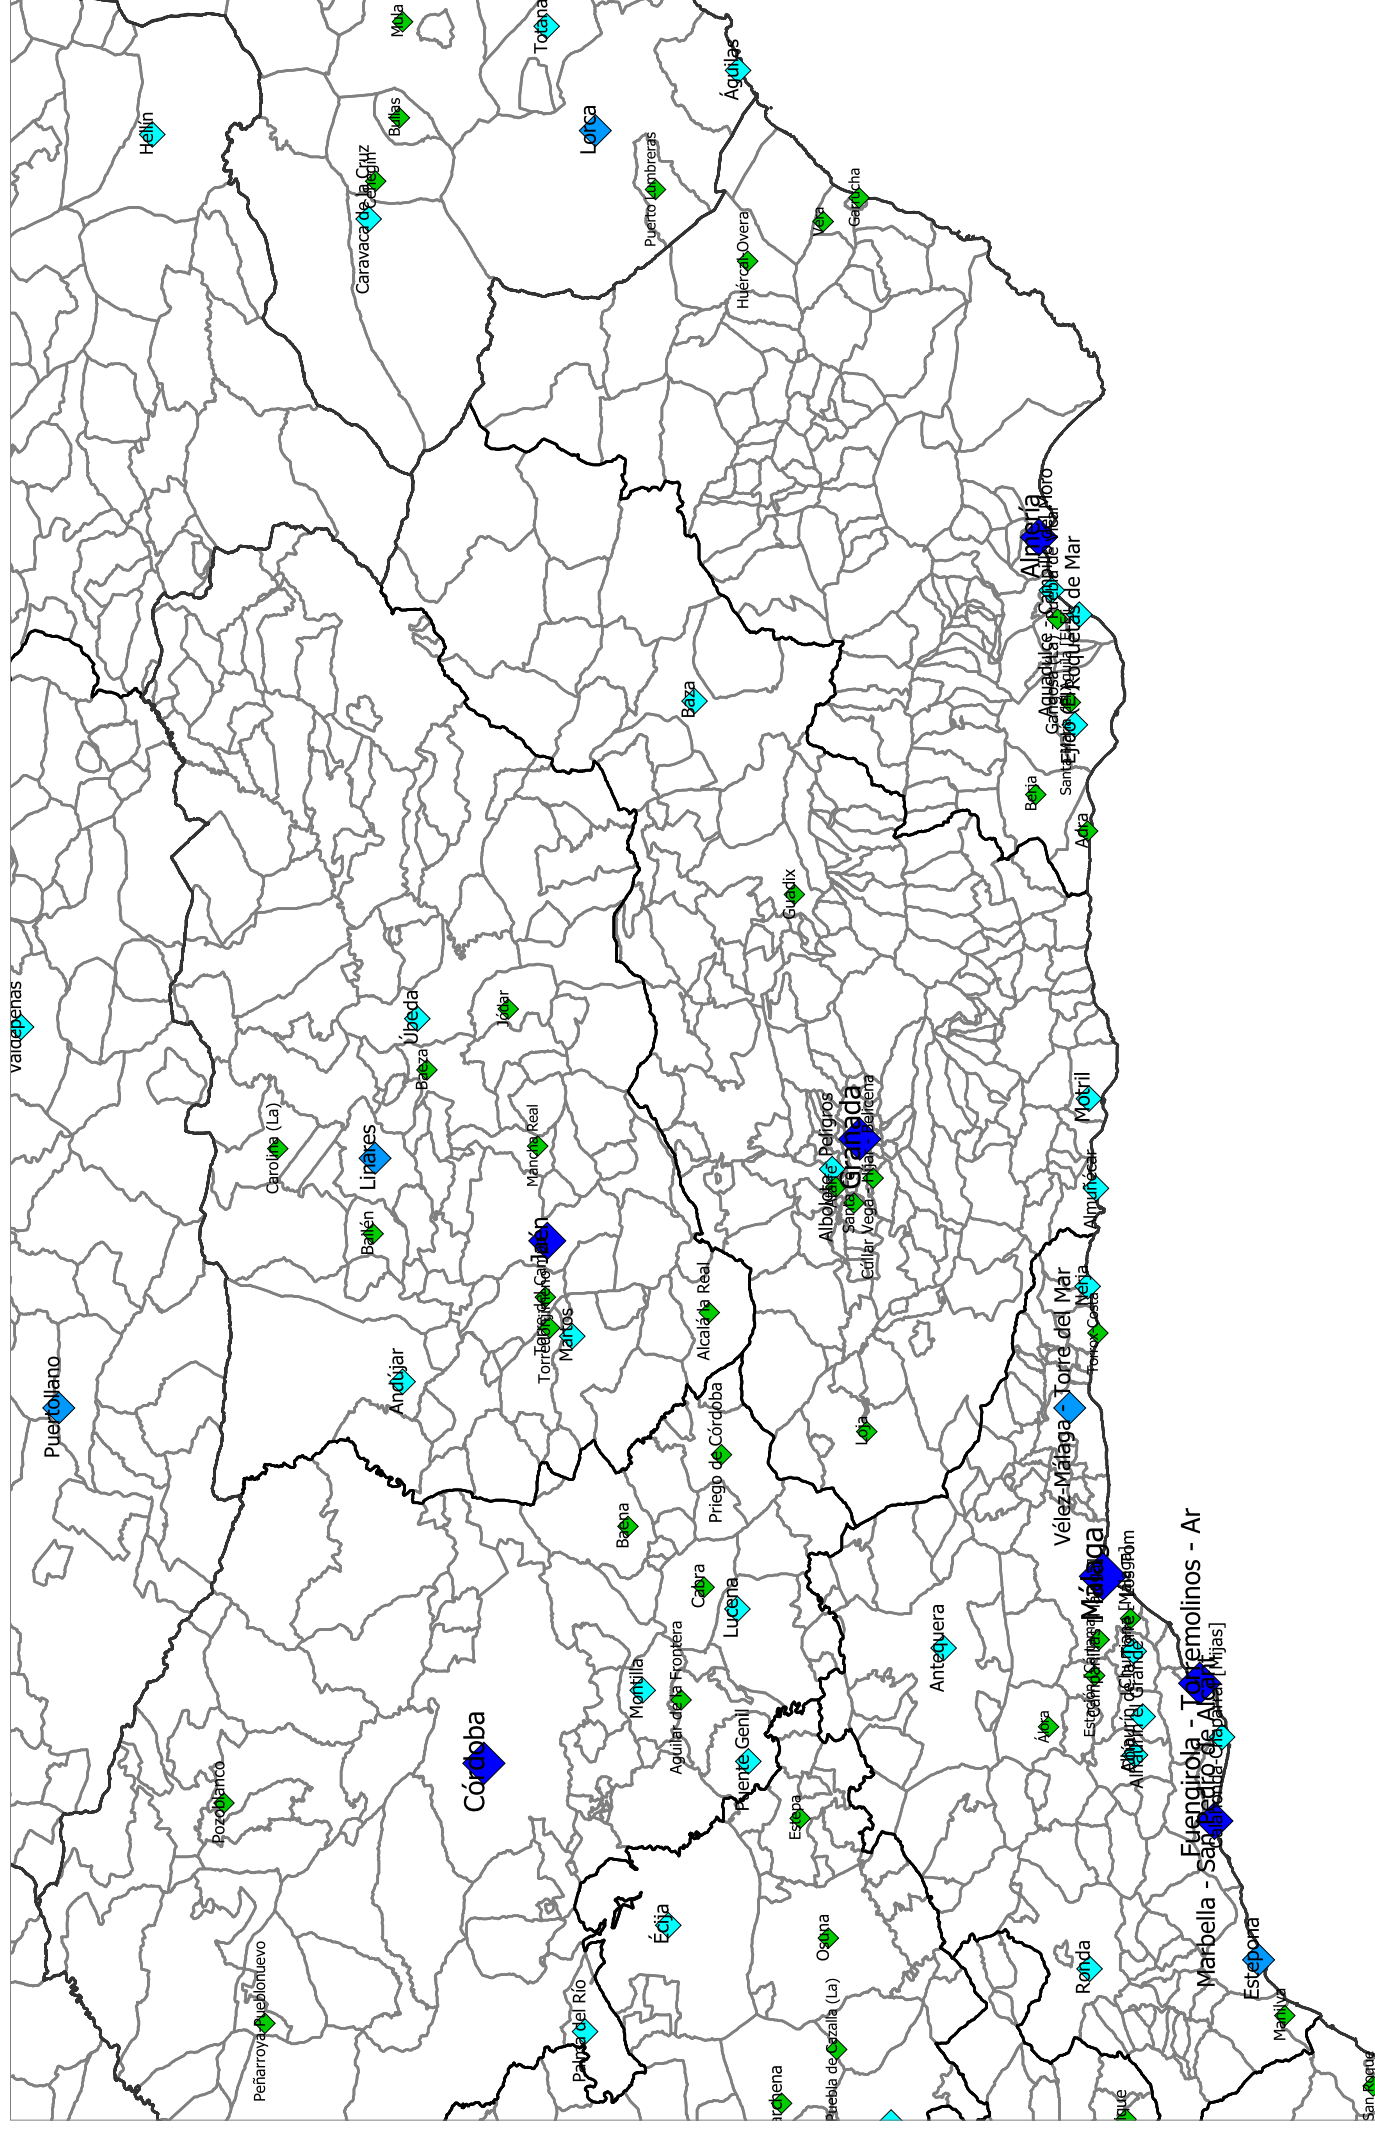 Mula
Totana
Águilas
Hellín
Bullas
Lorca
Caravaca de la Cruz
Cehegín
Puerto Lumbreras
Garrucha
Vera
Huércal-Overa
Almería
Roquetas de Mar
Baza
Berja
Adra
Guadix
Valdepeñas
Úbeda
Jódar
Baeza
Motril
Carolina (La)
Linares
Mancha Real
Peligros
Granada
Almuñecar
Bailén
Jaén
Alcalá la Real
Nerja
Torrox-Costa
Martos
Andújar
Puertollano
Vélez-Málaga - Torre del Mar
Loja
Priego de Córdoba
Baena
Cabra
Lucena
Málaga
Antequera
Montilla
Aguilar de la Frontera
Fuengirola - Torremolinos - Ar
Álora
Puente Genil
Córdoba
Pozoblanco
Estepa
Marbella - San Pedro de Alcán
Écija
Osuna
Ronda
Estepona
Manilva
Peñarroya-Pueblonuevo
Palma del Río
Puebla de Cazalla (La)
archena
ique
San Roque